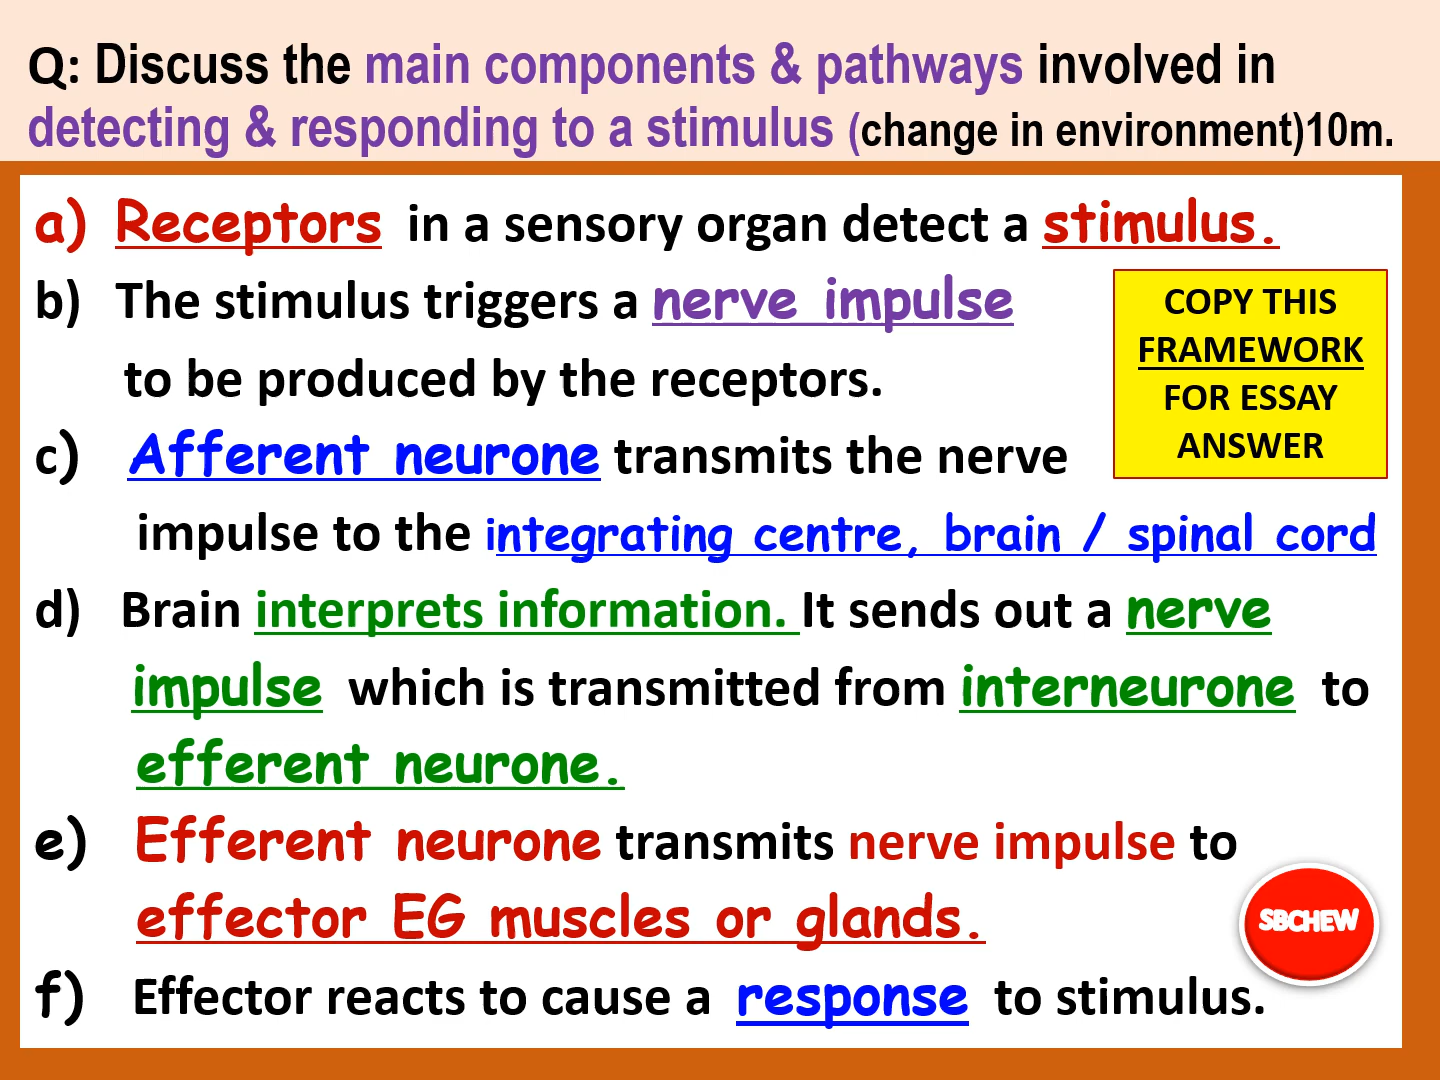 Q: Discuss the main components & pathways involved in
detecting & responding to a stimulus (change in environment)10m.
a) Receptors in a sensory organ detect a stimulus.
b) The stimulus triggers a nerve impulse
to be produced by the receptors.
COPY THIS
FRAMEWORK
FOR ESSAY
ANSWER
c) Afferent neurone transmits the nerve
impulse to the integrating centre, brain / spinal cord
d) Brain interprets information. It sends out a nerve
impulse which is transmitted from interneurone to
efferent neurone.
e) Efferent neurone transmits nerve impulse to
effector EG muscles or glands.
SBCHEW
f) Effector reacts to cause a response to stimulus.